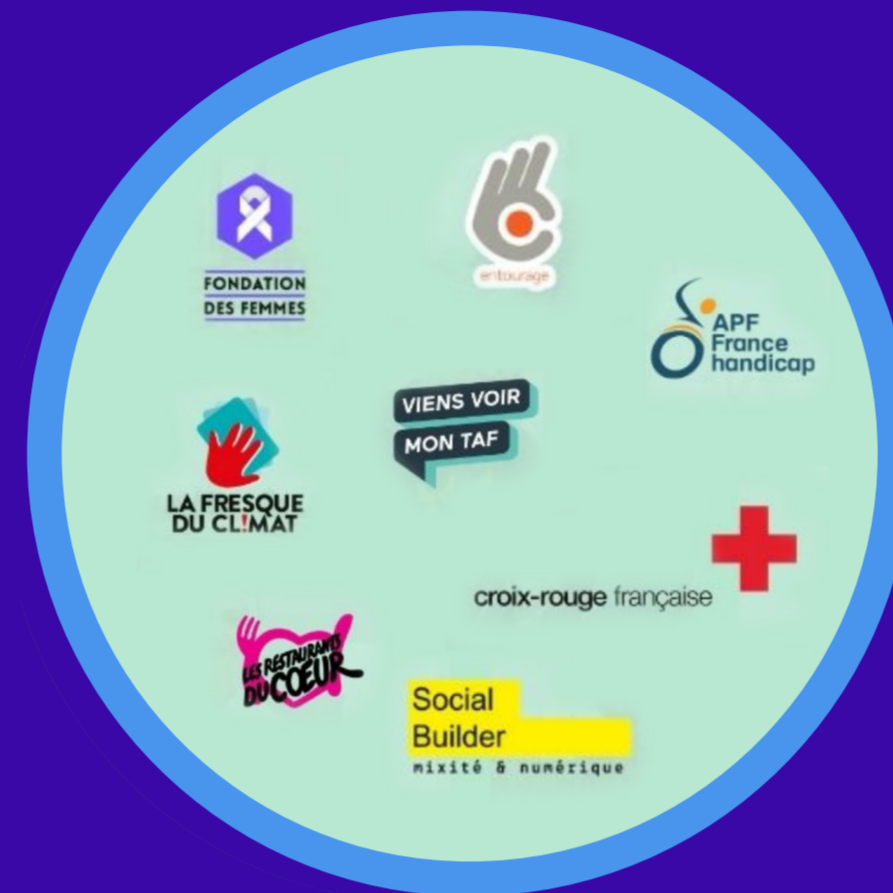 FONDATION
DES FEMMES
entourage
APF
France
handicap
VIENS VOIR
MON TAF
LA FRESQUE
DU CL!MAT
croix-rouge française
LES RESTAURANTS
DU COEUR
Social
Builder
mixité & numérique